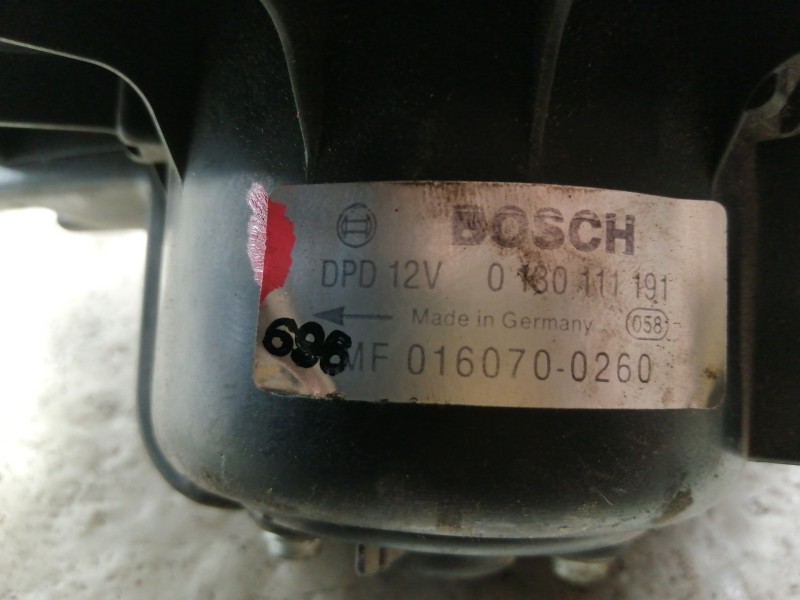 BOSCH
DPD 12V 0 130 111 191
Made in Germany 058
696 MF 016070-0260